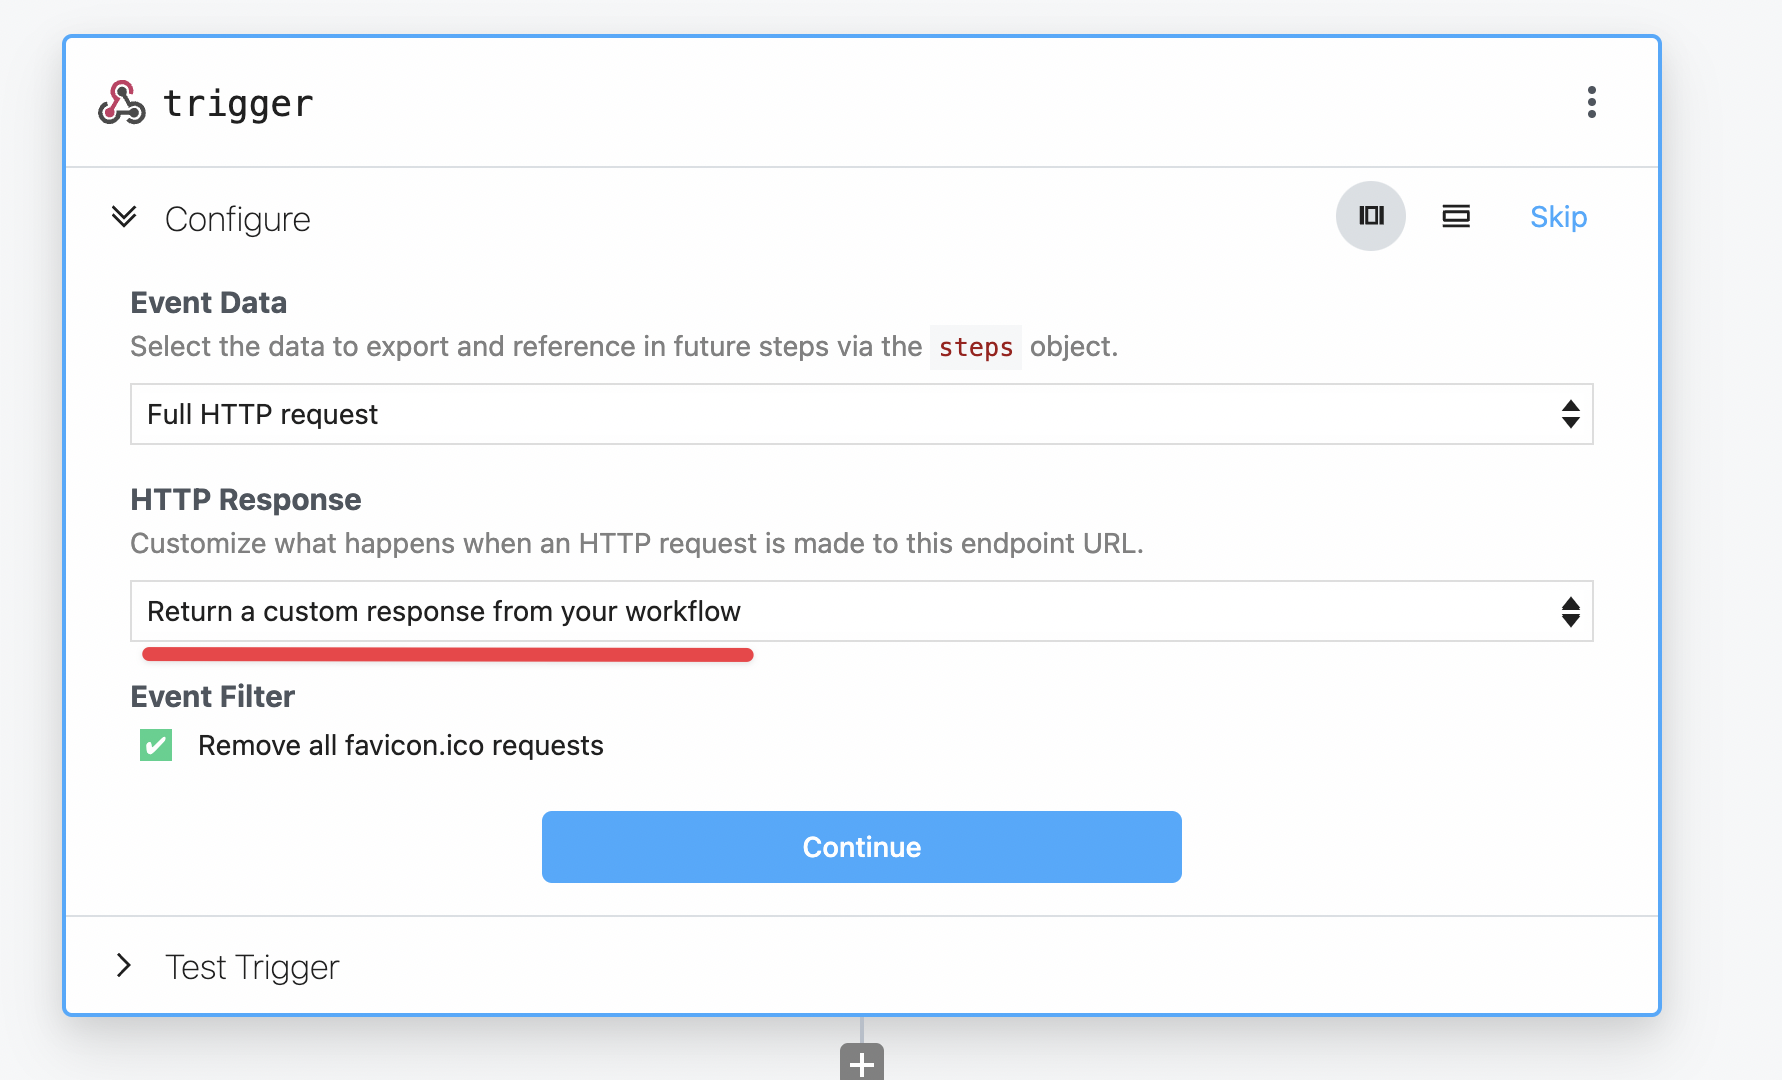 trigger
Configure
Skip
Event Data
Select the data to export and reference in future steps via the steps object.
Full HTTP request
HTTP Response
Customize what happens when an HTTP request is made to this endpoint URL.
Return a custom response from your workflow
Event Filter
Remove all favicon.ico requests
Continue
Test Trigger